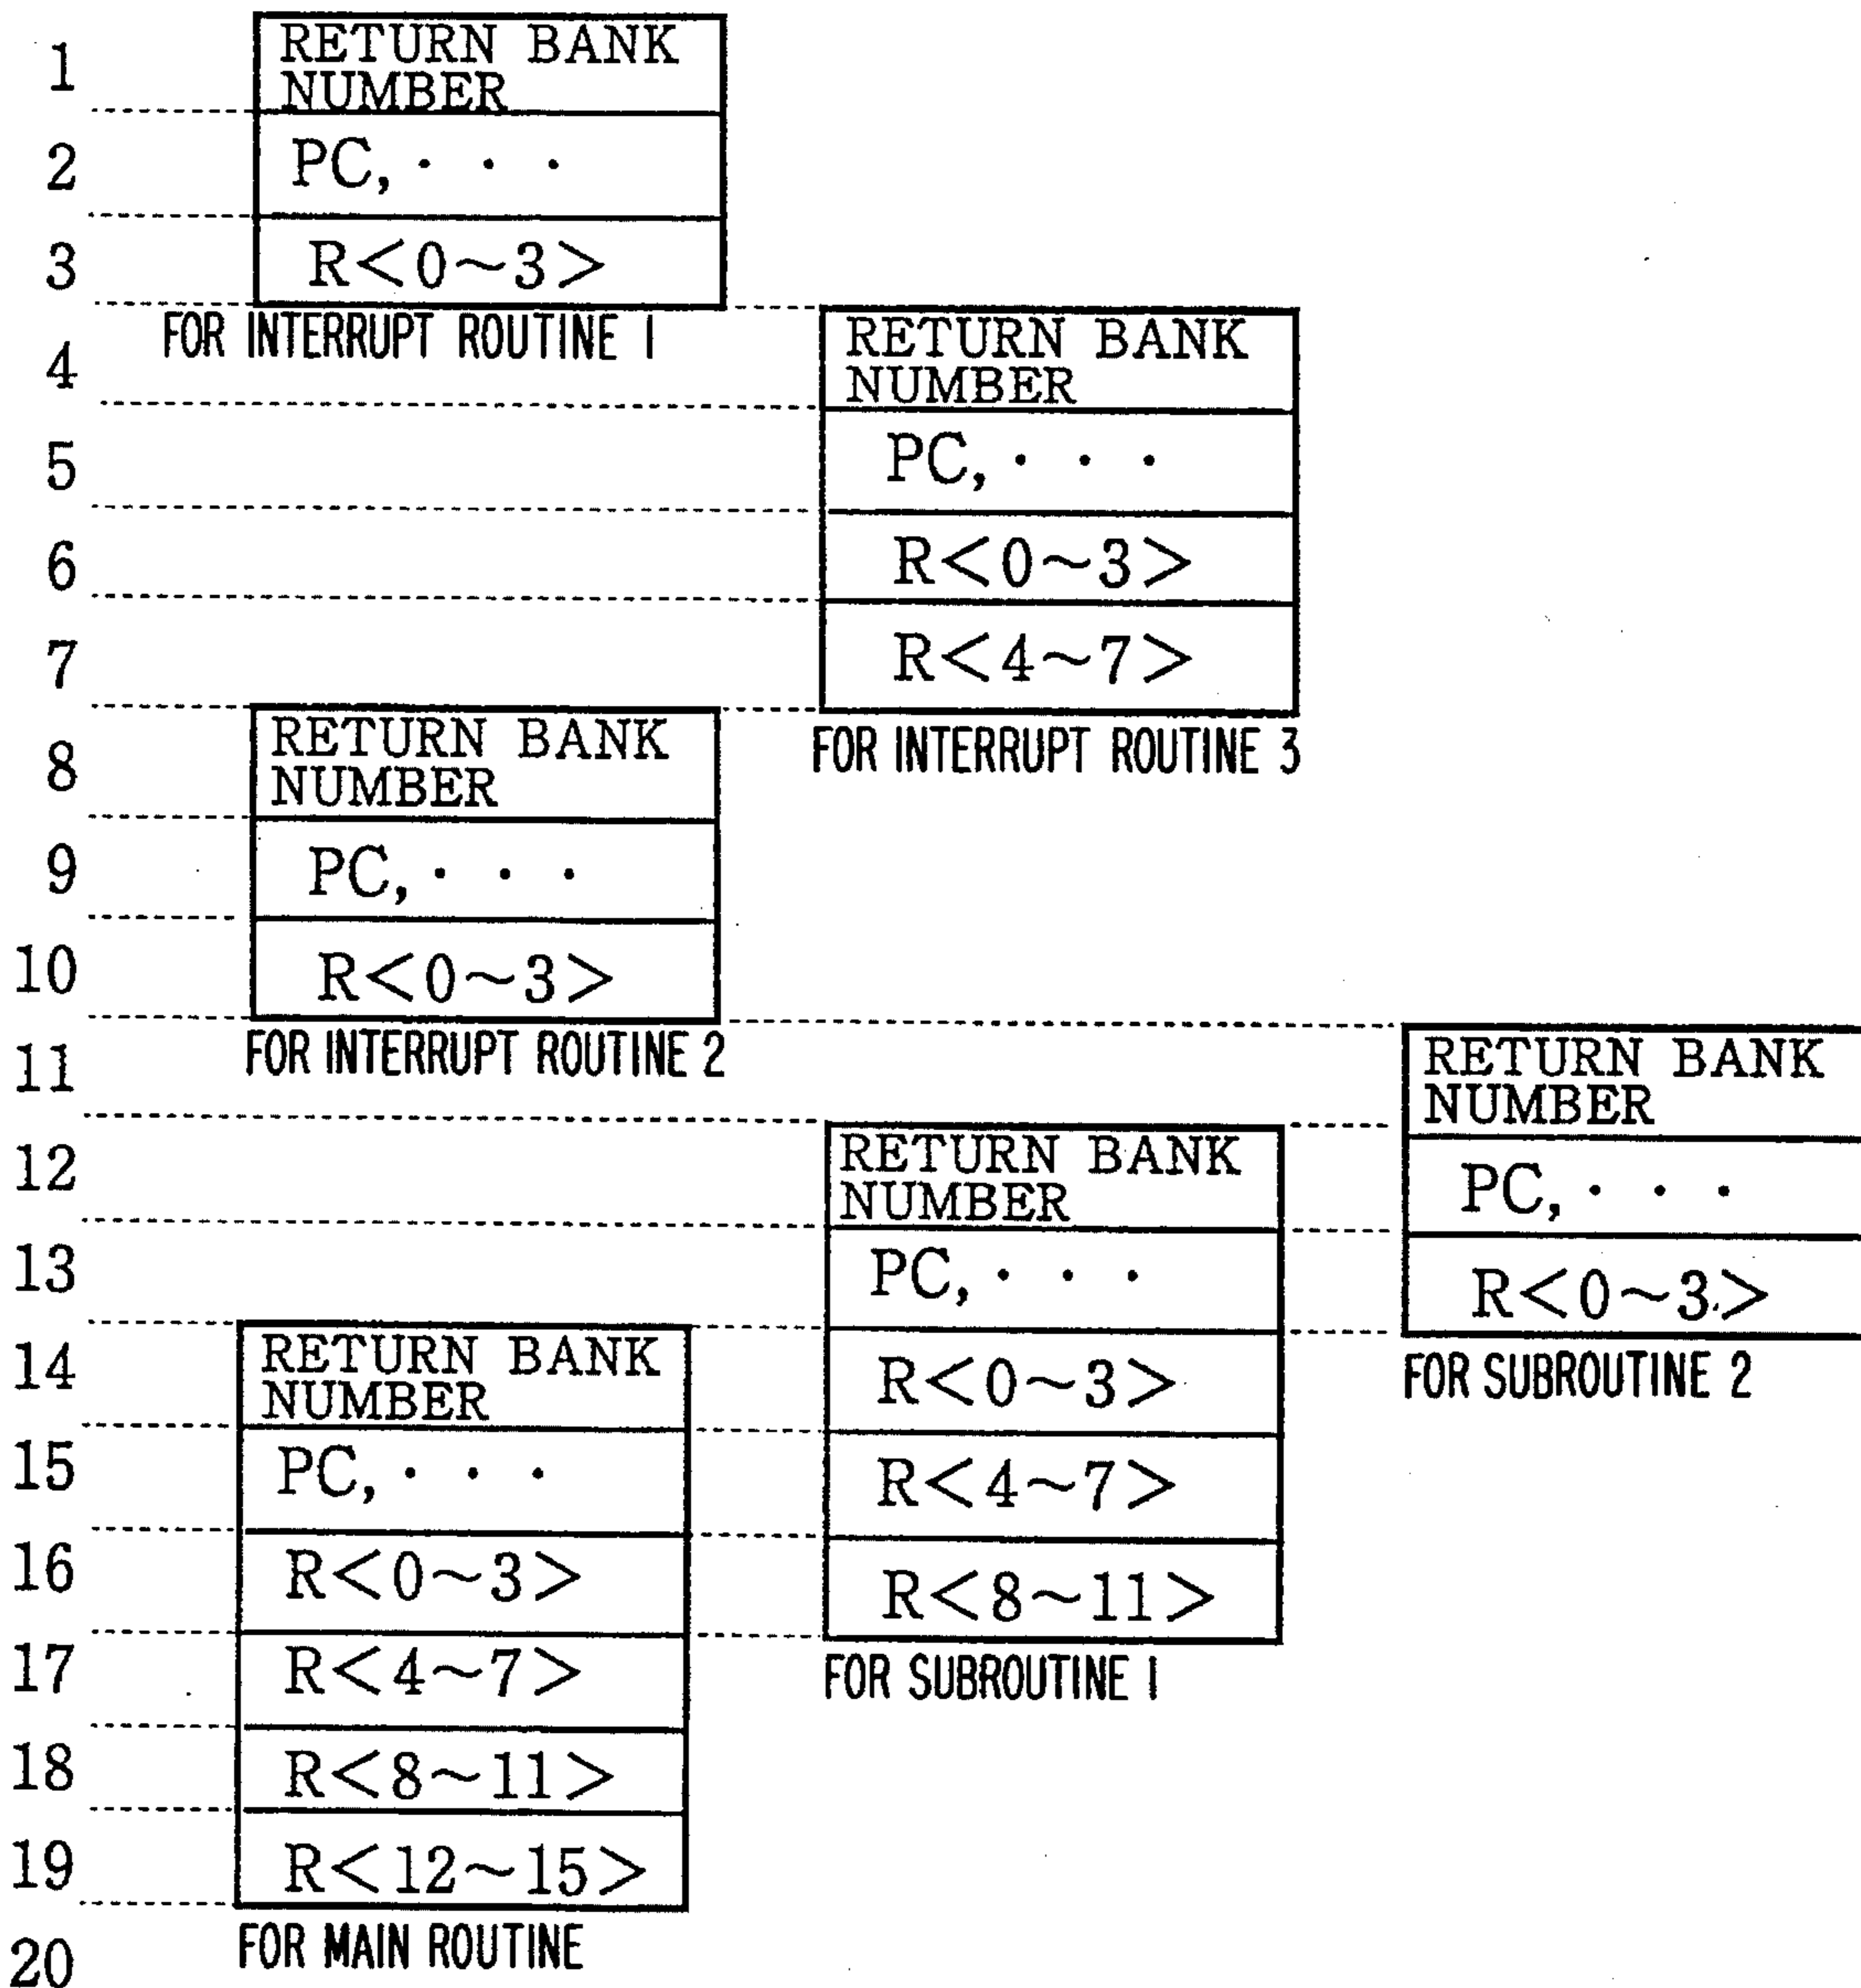 1
RETURN BANK
NUMBER
2
PC, · · ·
3
R<0~3>
FOR INTERRUPT ROUTINE 1
4
RETURN BANK
NUMBER
5
PC, · · ·
6
R<0~3>
7
R<4~7>
FOR INTERRUPT ROUTINE 3
8
RETURN BANK
NUMBER
9
PC, · · ·
10
R<0~3>
FOR INTERRUPT ROUTINE 2
11
RETURN BANK
NUMBER
12
RETURN BANK
NUMBER
PC, · · ·
13
PC, · · ·
R<0~3>
FOR SUBROUTINE 2
14
RETURN BANK
NUMBER
R<0~3>
15
PC, · · ·
R<4~7>
16
R<0~3>
R<8~11>
FOR SUBROUTINE 1
17
R<4~7>
18
R<8~11>
19
R<12~15>
FOR MAIN ROUTINE
20